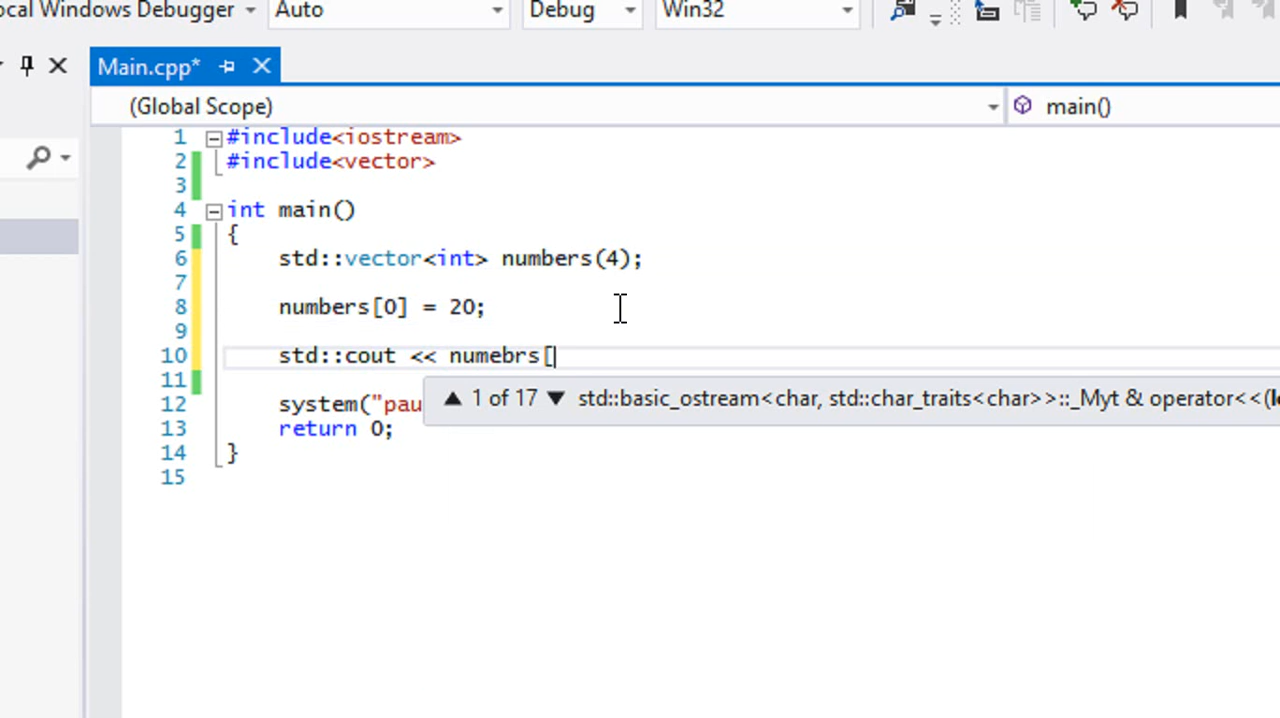 ocal Windows Debugger Auto Debug Win32
Main.cpp*
(Global Scope) main()
1 #include<iostream>
2 #include<vector>
3
4 int main()
5 {
6 std::vector<int> numbers(4);
7
8 numbers[0] = 20;
9
10 std::cout << numebrs[
11 1 of 17 std::basic_ostream<char, std::char_traits<char>>::_Myt & operator<<(
12 system("pau
13 return 0;
14 }
15